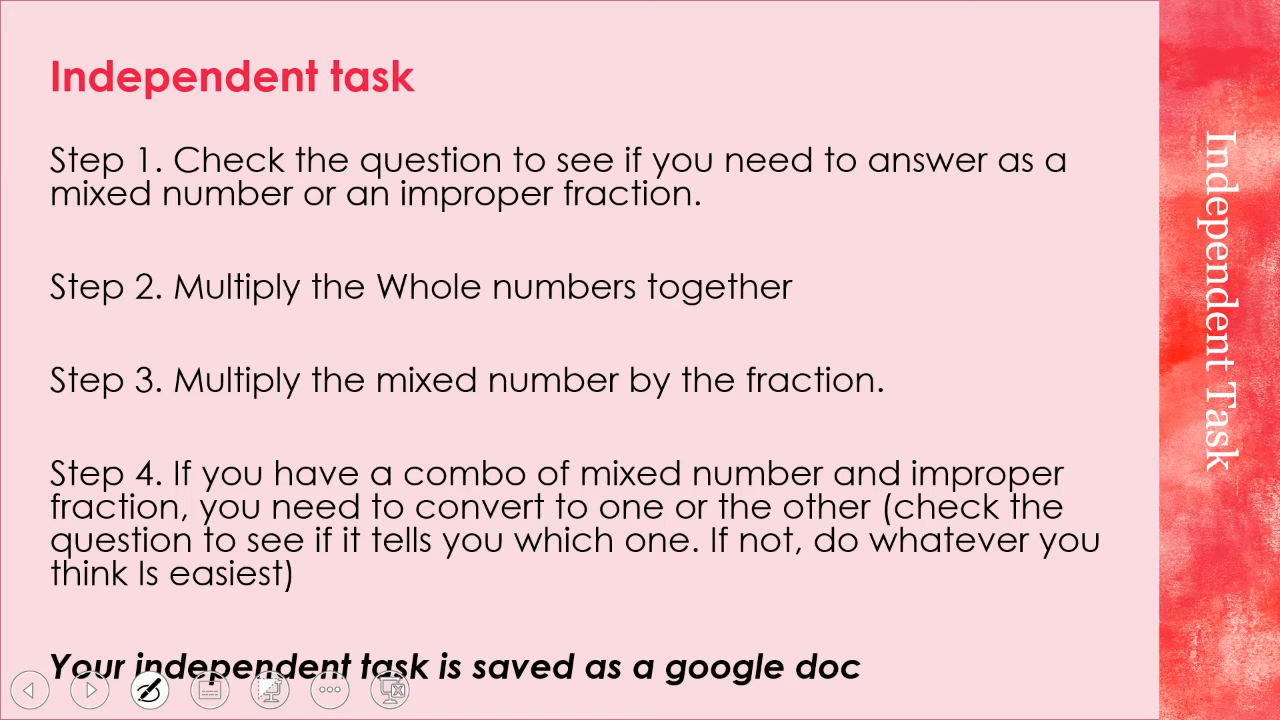 Independent task
Step 1. Check the question to see if you need to answer as a
mixed number or an improper fraction.
Step 2. Multiply the Whole numbers together
Step 3. Multiply the mixed number by the fraction.
Step 4. If you have a combo of mixed number and improper
fraction, you need to convert to one or the other (check the
question to see if it tells you which one. If not, do whatever you
think Is easiest)
Your independent task is saved as a google doc
Independent Task